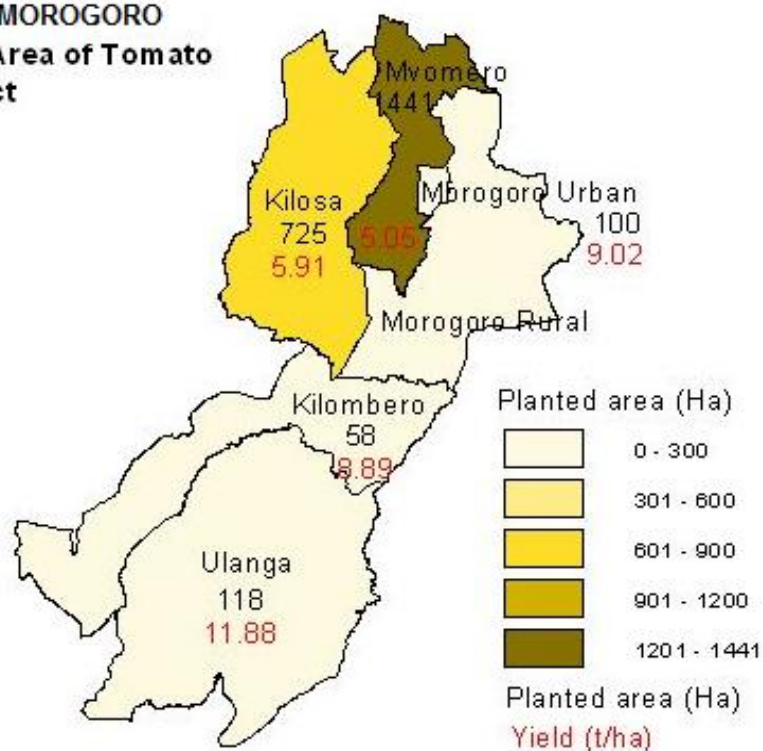 MOROGORO
Area of Tomato
ct
Mvomero
1441
5.05
Kilosa
725
5.91
Morogoro Urban
100
9.02
Morogoro Rural
Kilombero
58
8.89
Ulanga
118
11.88
Planted area (Ha)
0 - 300
301 - 600
601 - 900
901 - 1200
1201 - 1441
Planted area (Ha)
Yield (t/ha)